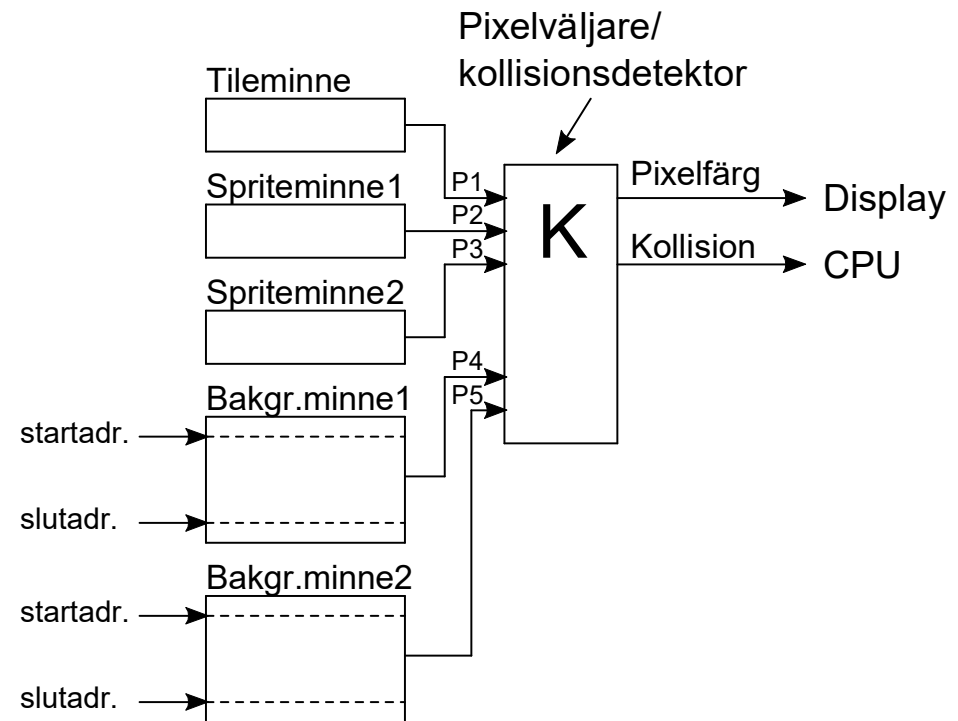 Pixelväljare/
kollisionsdetektor
Tileminne
Spriteminne1
Spriteminne2
Bakgr.minne1
startadr.
slutadr.
Bakgr.minne2
startadr.
slutadr.
P1
P2
P3
P4
P5
K
Pixelfärg
Display
Kollision
CPU